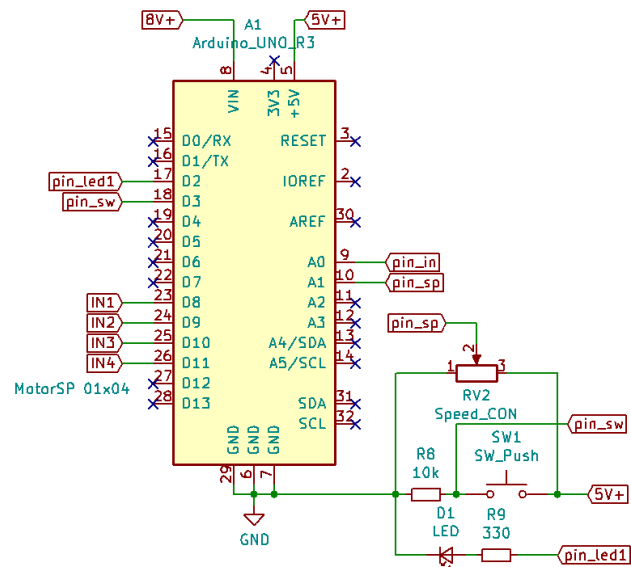 8V+
A1
5V+
Arduino_UNO_R3
8
4
5
VIN
3V3
+5V
15 D0/RX
RESET 3
16 D1/TX
pin_led1 17 D2
IOREF 2
pin_sw 18 D3
19 D4
AREF 30
20 D5
21 D6
A0 9 pin_in
22 D7
A1 10 pin_sp
IN1 23 D8
A2 11
IN2 24 D9
A3 12
pin_sp
IN3 25 D10
A4/SDA 13
2
IN4 26 D11
A5/SCL 14
1
3
MotorSP 01x04
27 D12
RV2
28 D13
SDA 31
Speed_CON
SCL 32
pin_sw
GND
GND
GND
SW1
R8
SW_Push
10k
29
6
7
5V+
D1
R9
LED
330
GND
pin_led1